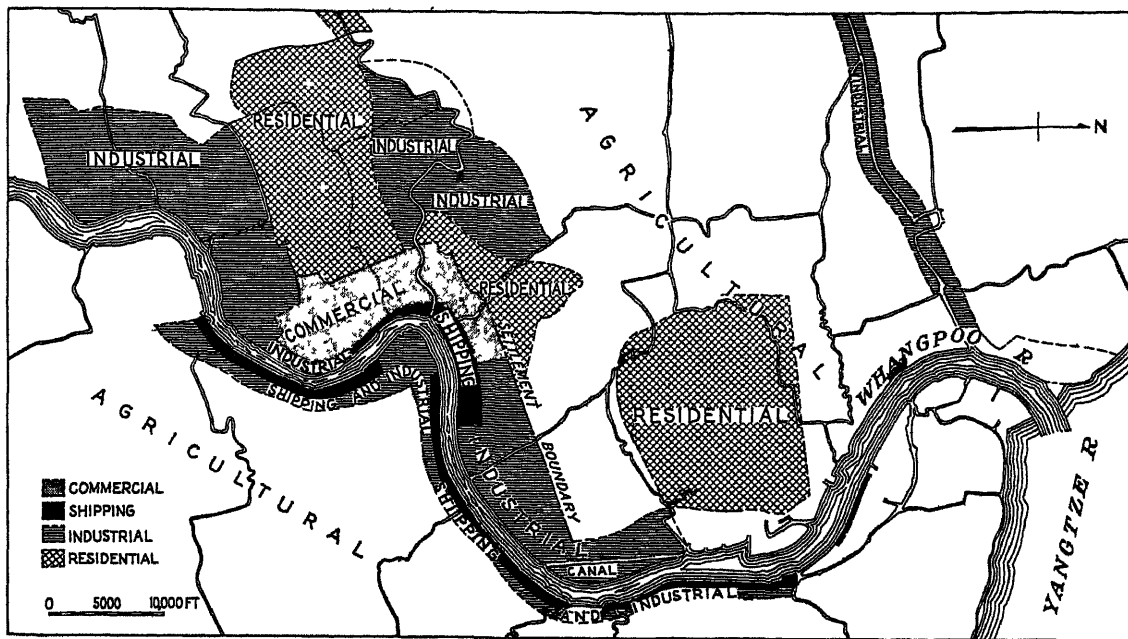 RESIDENTIAL
INDUSTRIAL
INDUSTRIAL
INDUSTRIAL
INDUSTRIAL
N
AGRICULTURAL
RESIDENTIAL
COMMERCIAL
INDUSTRIAL
SHIPPING
SETTLEMENT
BOUNDARY
SHIPPING AND INDUSTRIAL
INDUSTRIAL
RESIDENTIAL
WHANGPOO R
YANGTZE R
AGRICULTURAL
SHIPPING
AND
INDUSTRIAL
CANAL
COMMERCIAL
SHIPPING
INDUSTRIAL
RESIDENTIAL
0 5000 10,000 FT